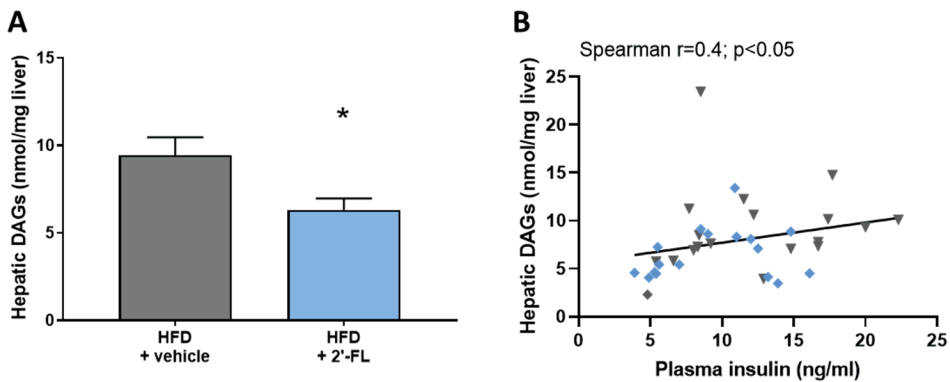 A
Hepatic DAGs (nmol/mg liver)
15
10
5
0
*
HFD
+ vehicle
HFD
+ 2'-FL
B
Spearman r=0.4; p<0.05
Hepatic DAGs (nmol/mg liver)
25
20
15
10
5
0
0 5 10 15 20 25
Plasma insulin (ng/ml)